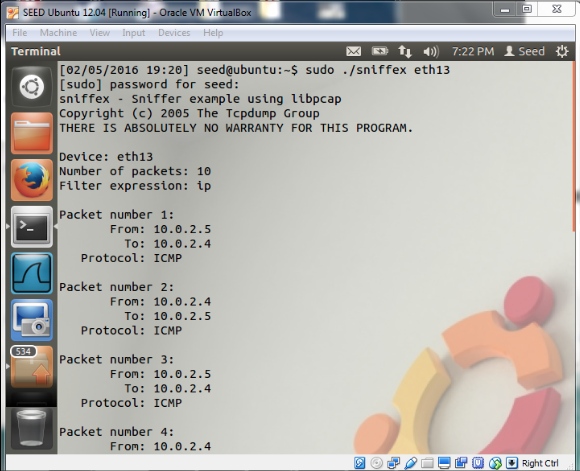 SEED Ubuntu 12.04 [Running] - Oracle VM VirtualBox
File Machine View Input Devices Help
Terminal 7:22 PM Seed
[02/05/2016 19:20] seed@ubuntu:~$ sudo ./sniffex eth13
[sudo] password for seed:
sniffex - Sniffer example using libpcap
Copyright (c) 2005 The Tcpdump Group
THERE IS ABSOLUTELY NO WARRANTY FOR THIS PROGRAM.
Device: eth13
Number of packets: 10
Filter expression: ip
Packet number 1:
From: 10.0.2.5
To: 10.0.2.4
Protocol: ICMP
Packet number 2:
From: 10.0.2.4
To: 10.0.2.5
Protocol: ICMP
Packet number 3:
From: 10.0.2.5
To: 10.0.2.4
Protocol: ICMP
534
Packet number 4:
From: 10.0.2.4
Right Ctrl